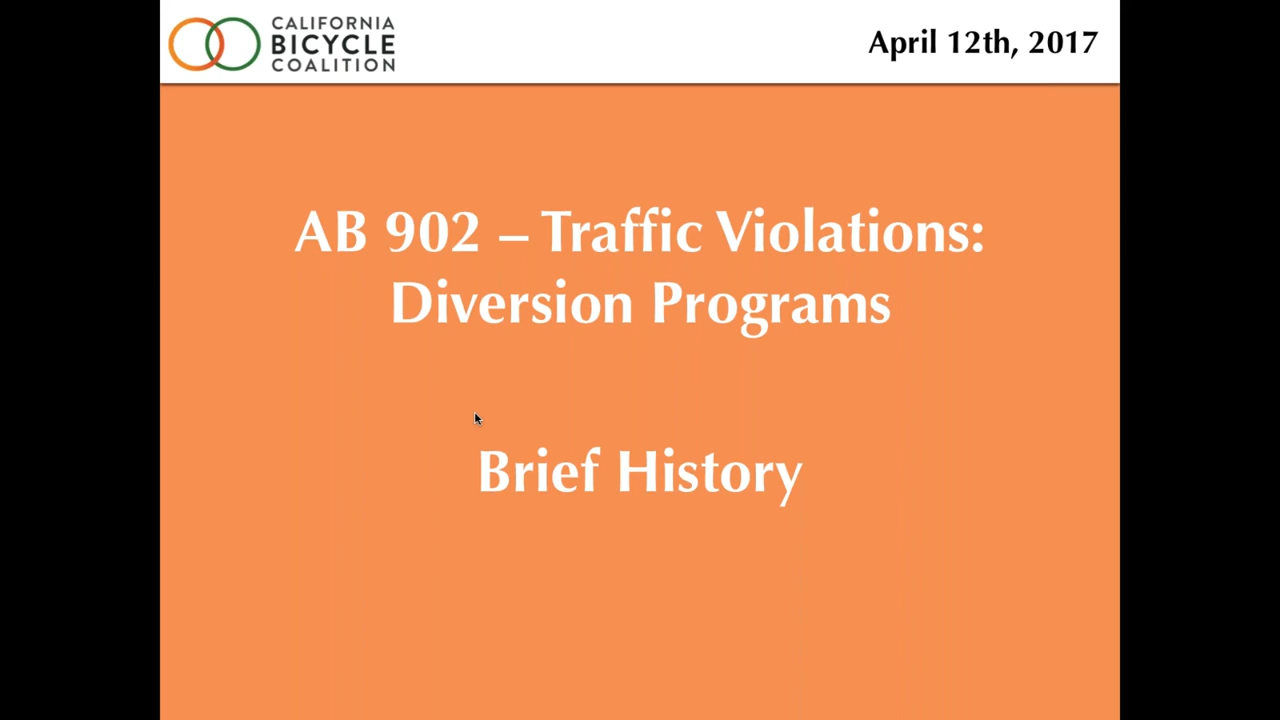 CALIFORNIA
BICYCLE
COALITION
April 12th, 2017
AB 902 – Traffic Violations:
Diversion Programs
Brief History